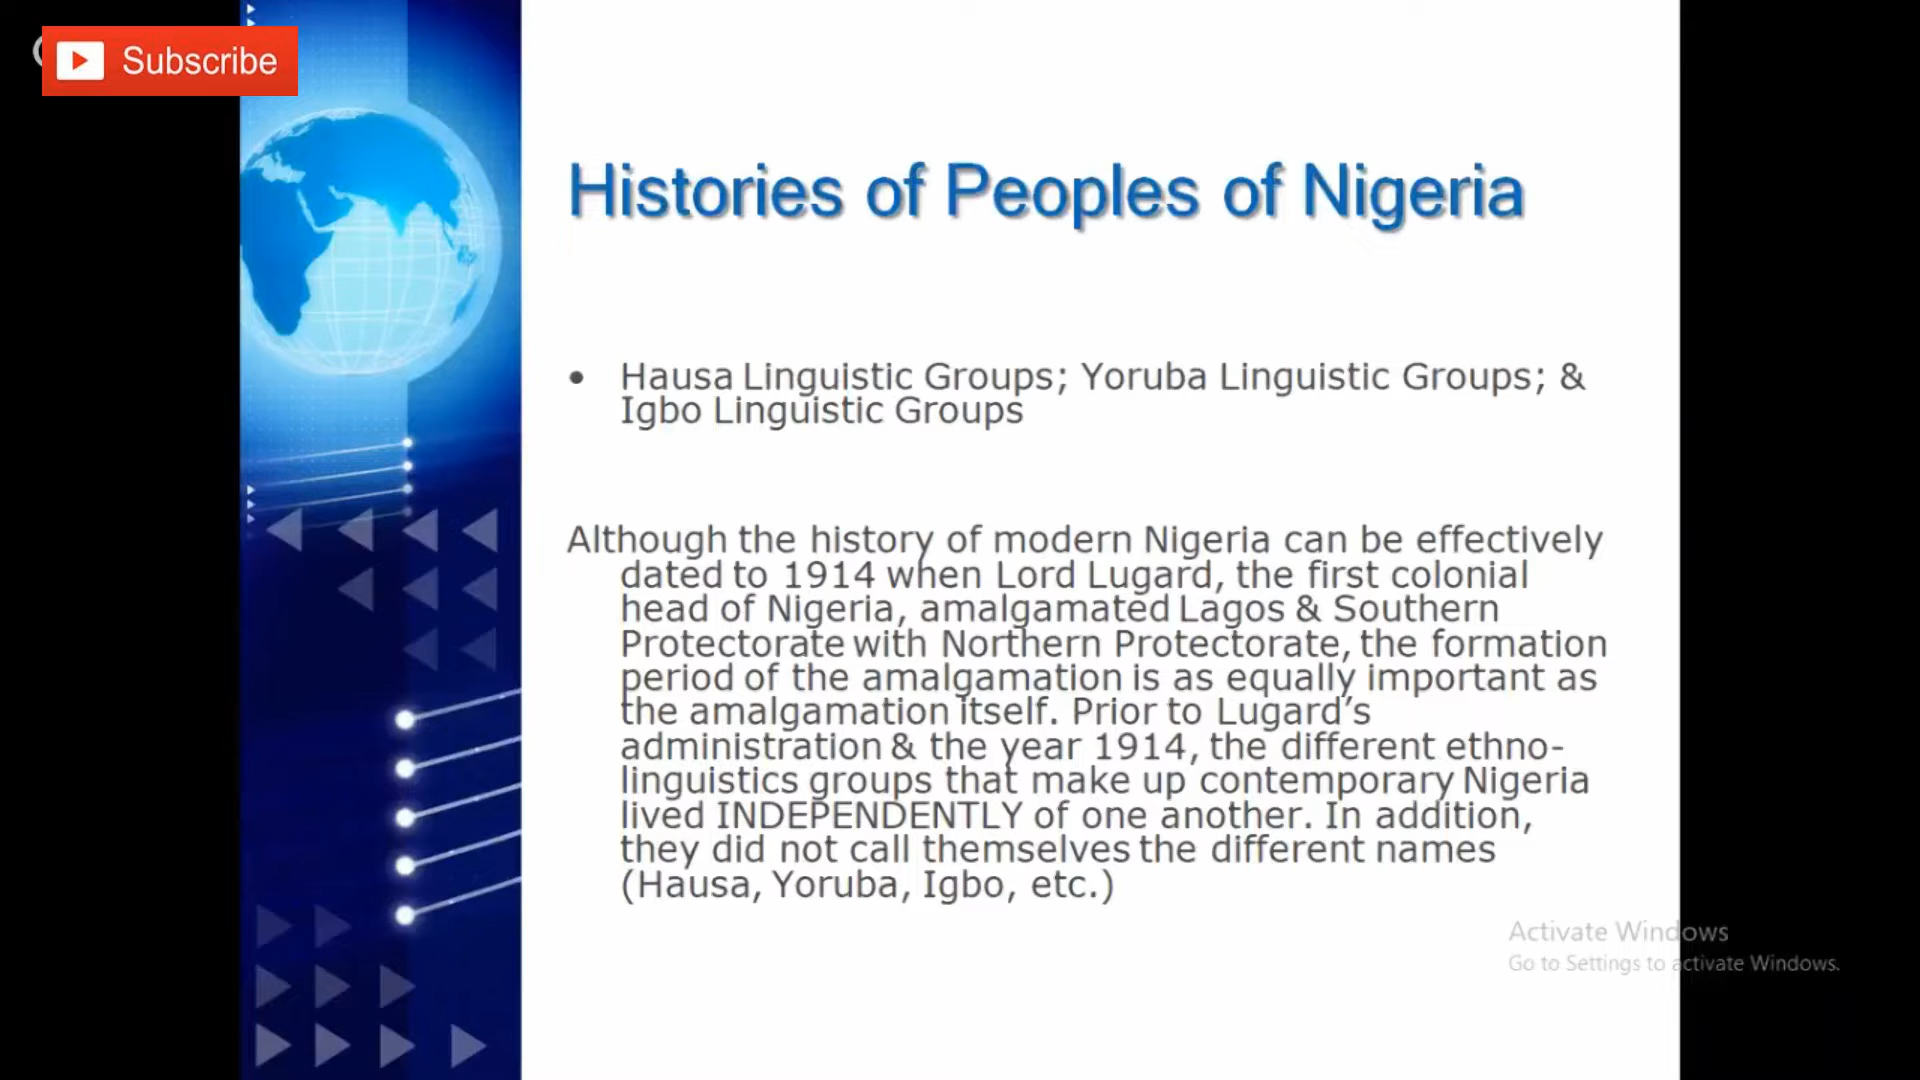 Subscribe
Histories of Peoples of Nigeria
• Hausa Linguistic Groups; Yoruba Linguistic Groups; &
Igbo Linguistic Groups
Although the history of modern Nigeria can be effectively
dated to 1914 when Lord Lugard, the first colonial
head of Nigeria, amalgamated Lagos & Southern
Protectorate with Northern Protectorate, the formation
period of the amalgamation is as equally important as
the amalgamation itself. Prior to Lugard’s
administration & the year 1914, the different ethno-
linguistics groups that make up contemporary Nigeria
lived INDEPENDENTLY of one another. In addition,
they did not call themselves the different names
(Hausa, Yoruba, Igbo, etc.)
Activate Windows
Go to Settings to activate Windows.